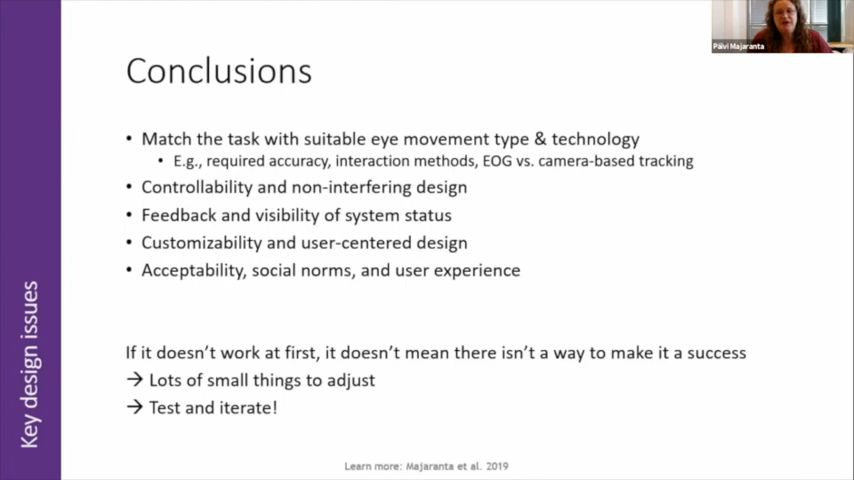 Päivi Majaranta
Conclusions
• Match the task with suitable eye movement type & technology
• E.g., required accuracy, interaction methods, EOG vs. camera-based tracking
• Controllability and non-interfering design
• Feedback and visibility of system status
• Customizability and user-centered design
• Acceptability, social norms, and user experience
If it doesn't work at first, it doesn't mean there isn't a way to make it a success
→ Lots of small things to adjust
→ Test and iterate!
Key design issues
Learn more: Majaranta et al. 2019